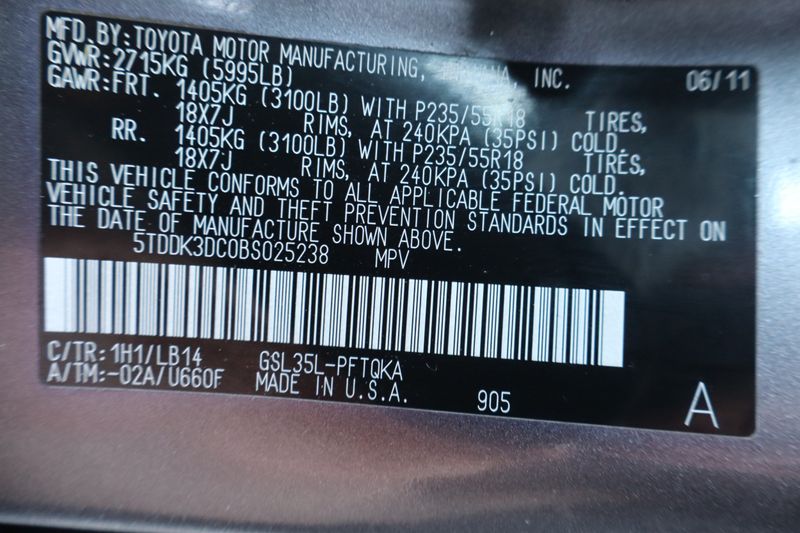 MFD.BY:TOYOTA MOTOR MANUFACTURING, INC. 06/11
GVWR:2715KG (5995LB)
GAWR:FRT. 1405KG (3100LB) WITH P235/55R18 TIRES,
18X7J RIMS, AT 240KPA (35PSI) COLD.
RR. 1405KG (3100LB) WITH P235/55R18 TIRES,
18X7J RIMS, AT 240KPA (35PSI) COLD.
THIS VEHICLE CONFORMS TO ALL APPLICABLE FEDERAL MOTOR
VEHICLE SAFETY AND THEFT PREVENTION STANDARDS IN EFFECT ON
THE DATE OF MANUFACTURE SHOWN ABOVE.
5TDDK3DC0BS025238 MPV
C/TR:1H1/LB14 GSL35L-PFTQKA
A/TM:-02A/U660F MADE IN U.S.A. 905 A